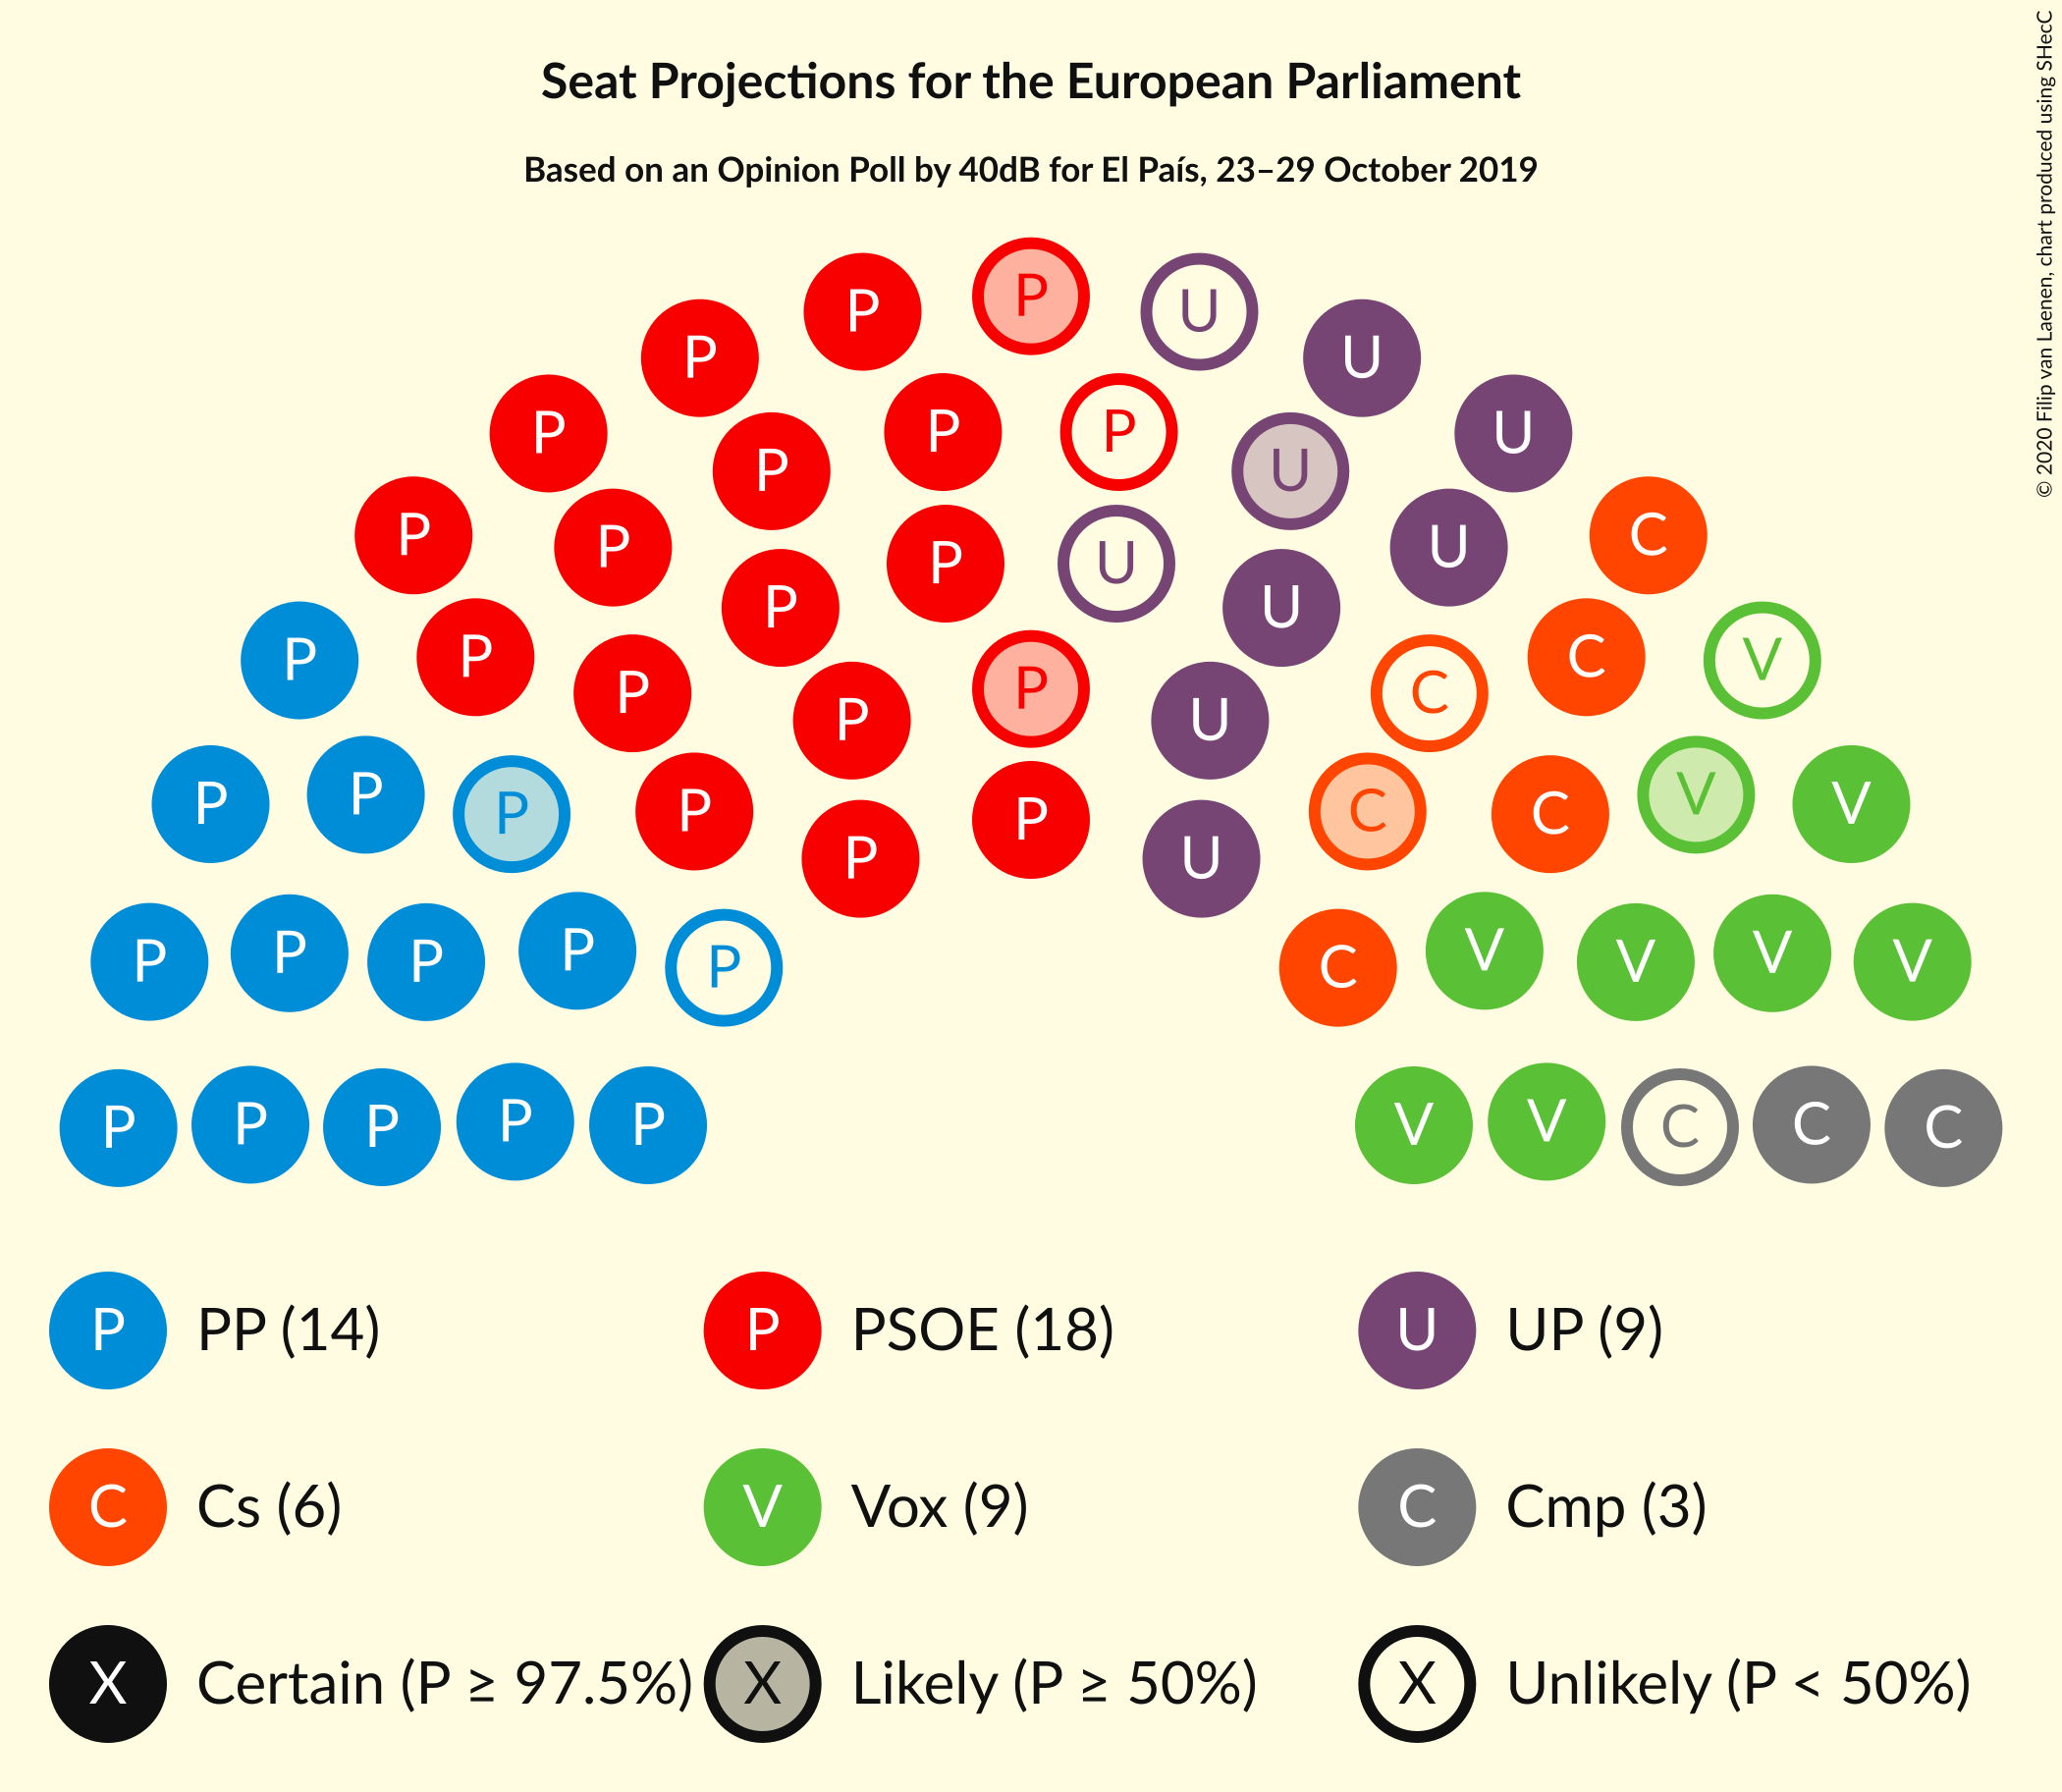 Seat Projections for the European Parliament
Based on an Opinion Poll by 40dB for El País, 23–29 October 2019
© 2020 Filip van Laenen, chart produced using SHecC
P
P P U
P U
P P
P U
P U
P P U
P P C
P U
P U
P C
P V
P C
P P U
P V
P V
P C
P C
P
P U
P P P V V V
P V
P C
P P P P P V V C C C
P PP (14) P PSOE (18) U UP (9)
C Cs (6) V Vox (9) C Cmp (3)
X Certain (P ≥ 97.5%) X Likely (P ≥ 50%) X Unlikely (P < 50%)